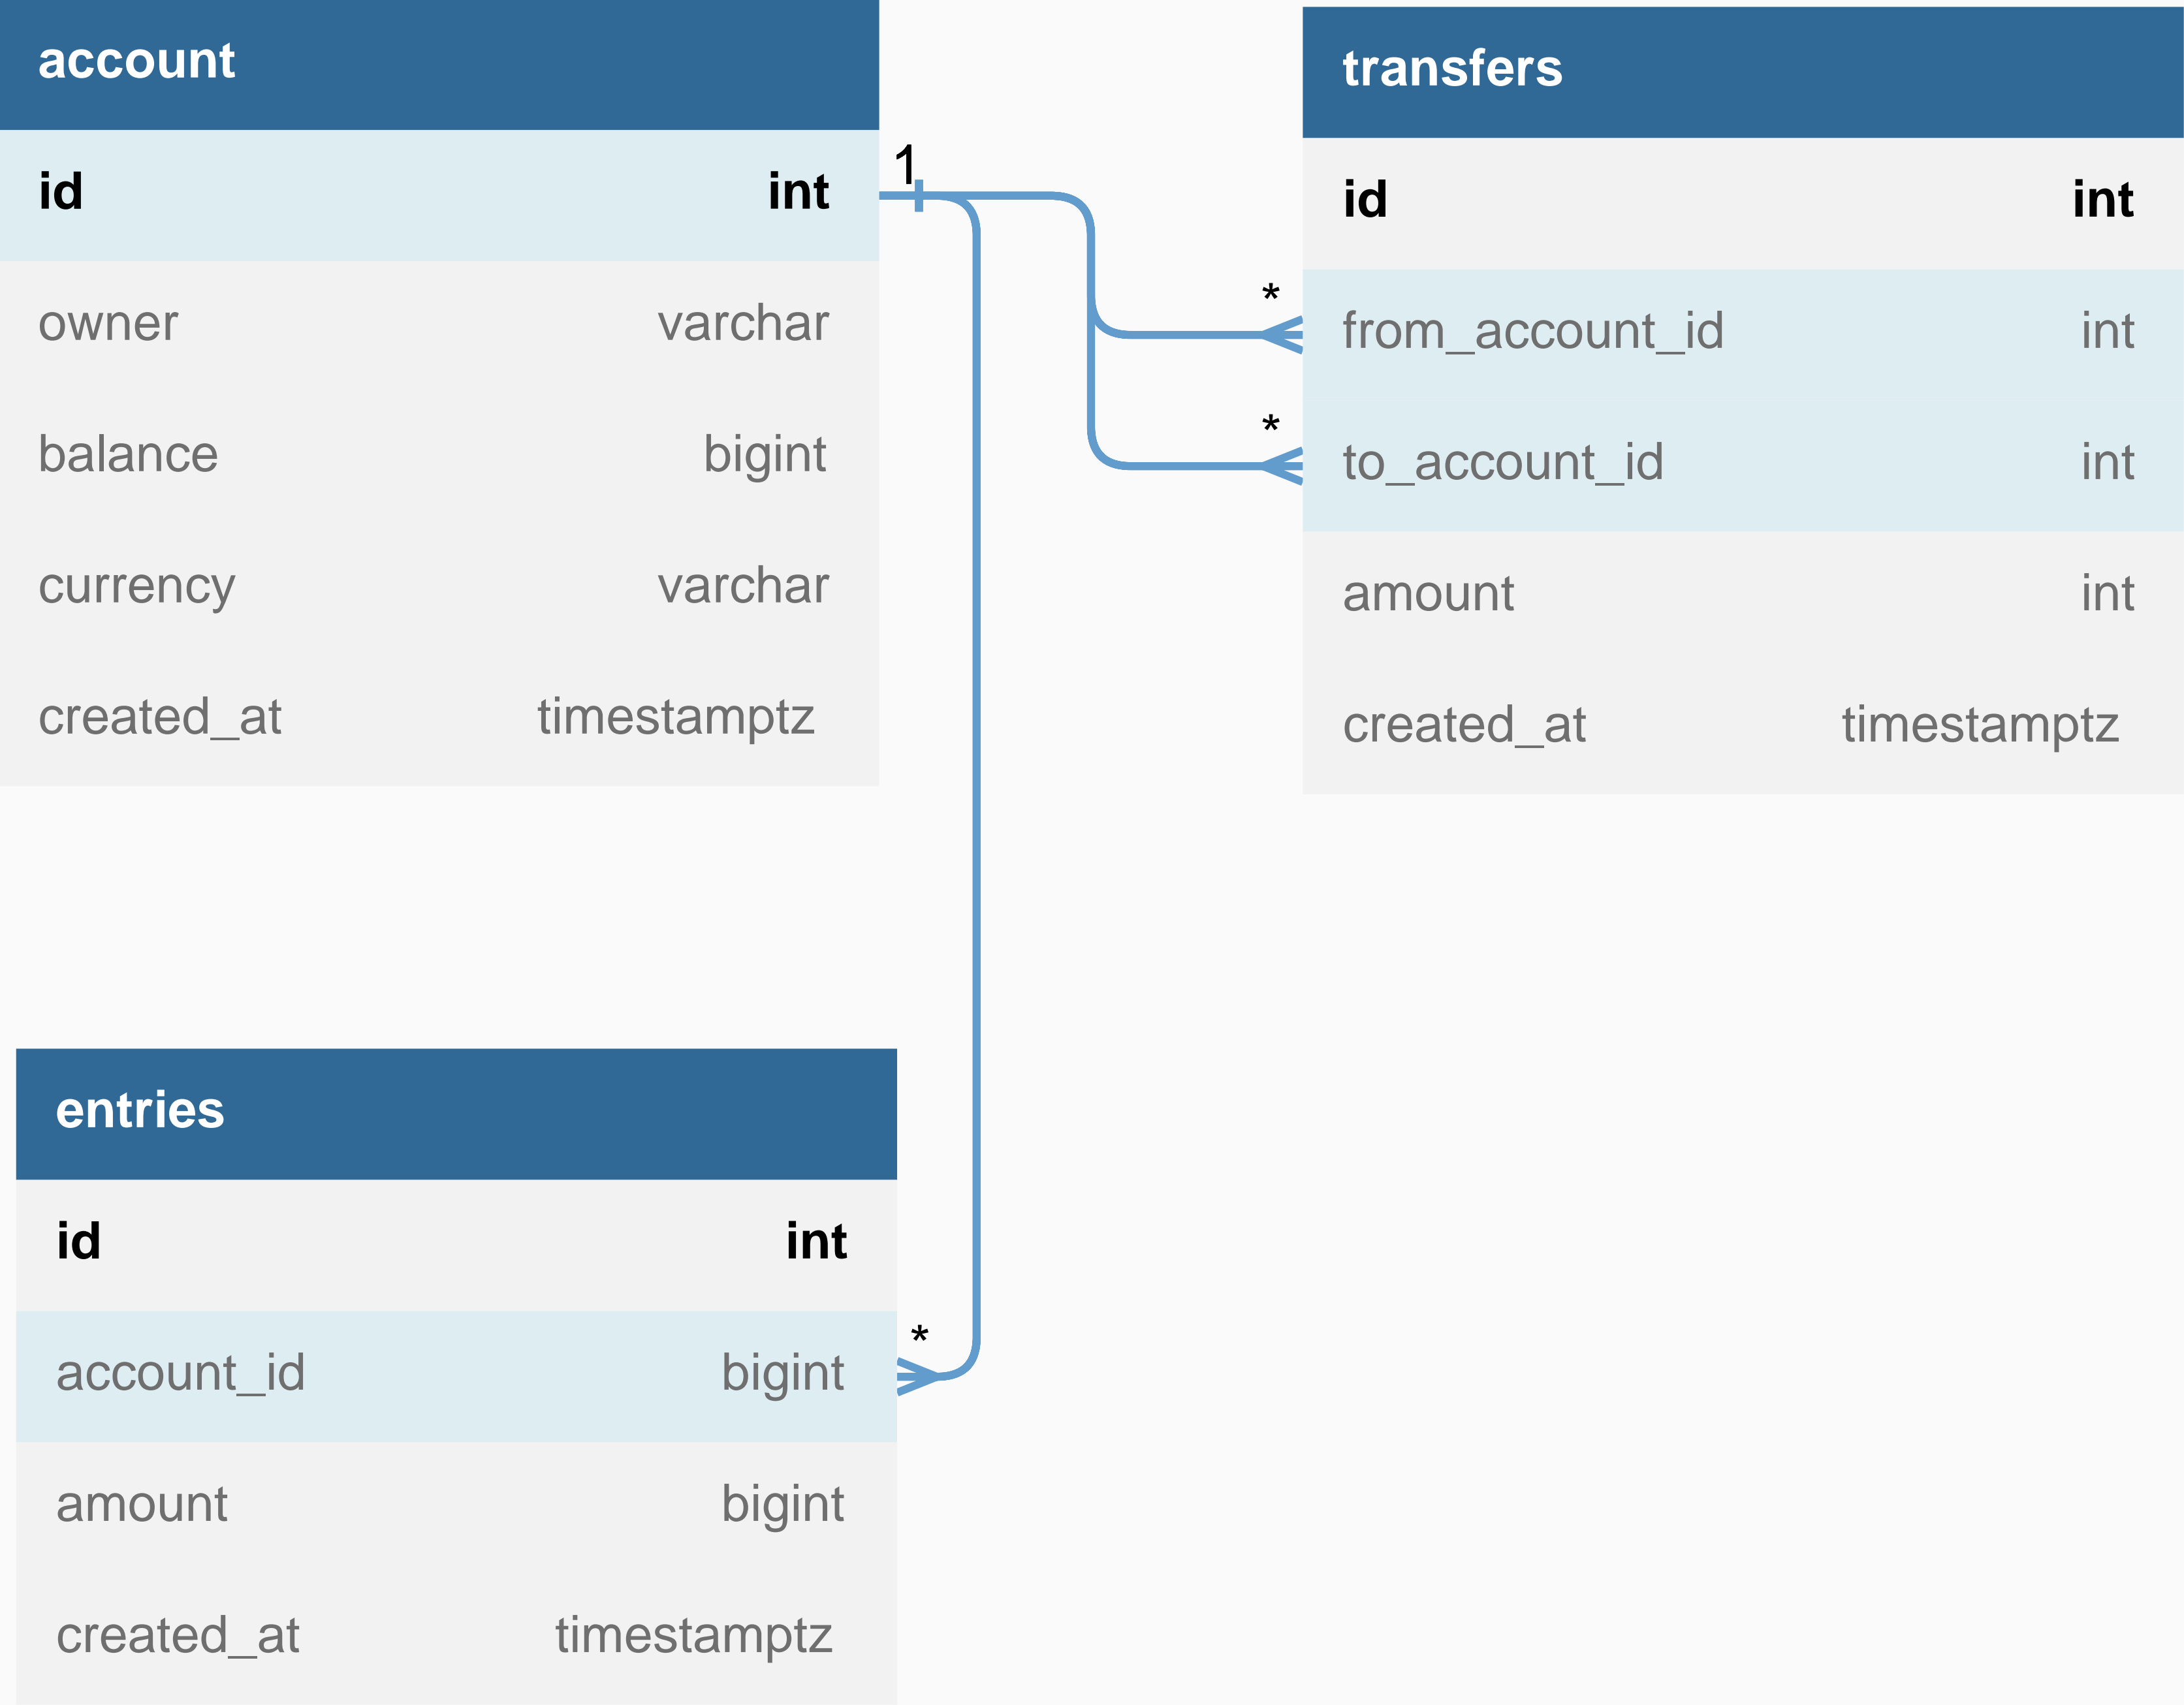 account
id int
owner varchar
balance bigint
currency varchar
created_at timestamptz
1
transfers
id int
* from_account_id int
* to_account_id int
amount int
created_at timestamptz
entries
id int
account_id bigint *
amount bigint
created_at timestamptz